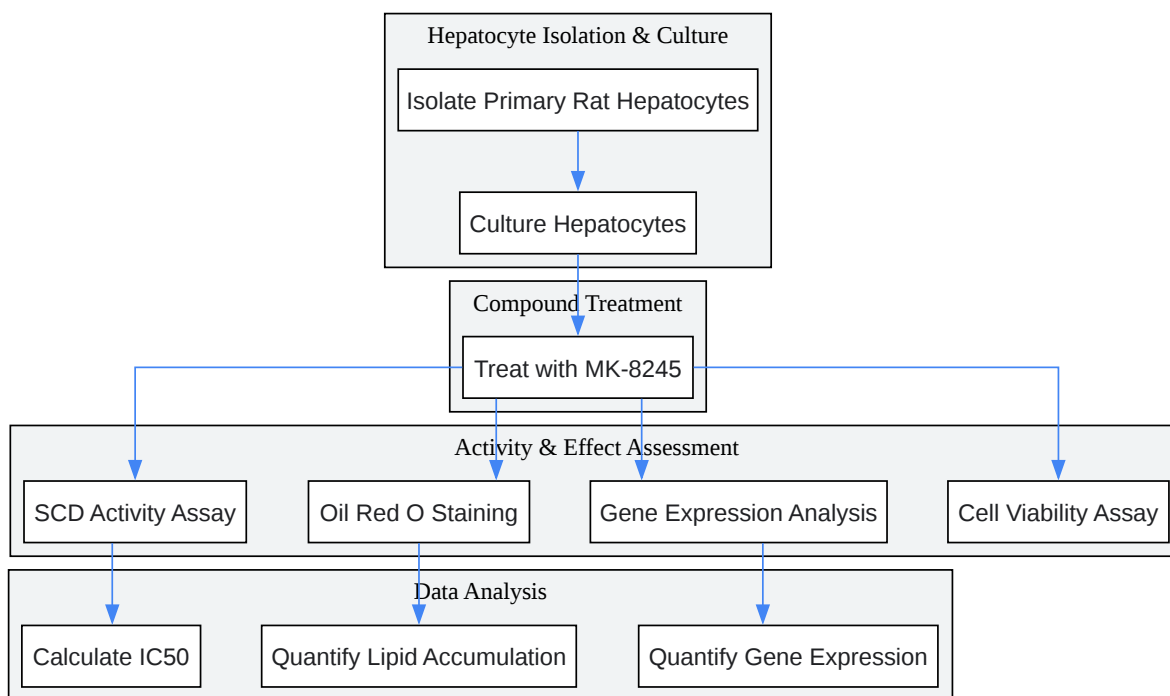 Hepatocyte Isolation & Culture
Isolate Primary Rat Hepatocytes
Culture Hepatocytes
Compound Treatment
Treat with MK-8245
Activity & Effect Assessment
SCD Activity Assay
Oil Red O Staining
Gene Expression Analysis
Cell Viability Assay
Data Analysis
Calculate IC50
Quantify Lipid Accumulation
Quantify Gene Expression